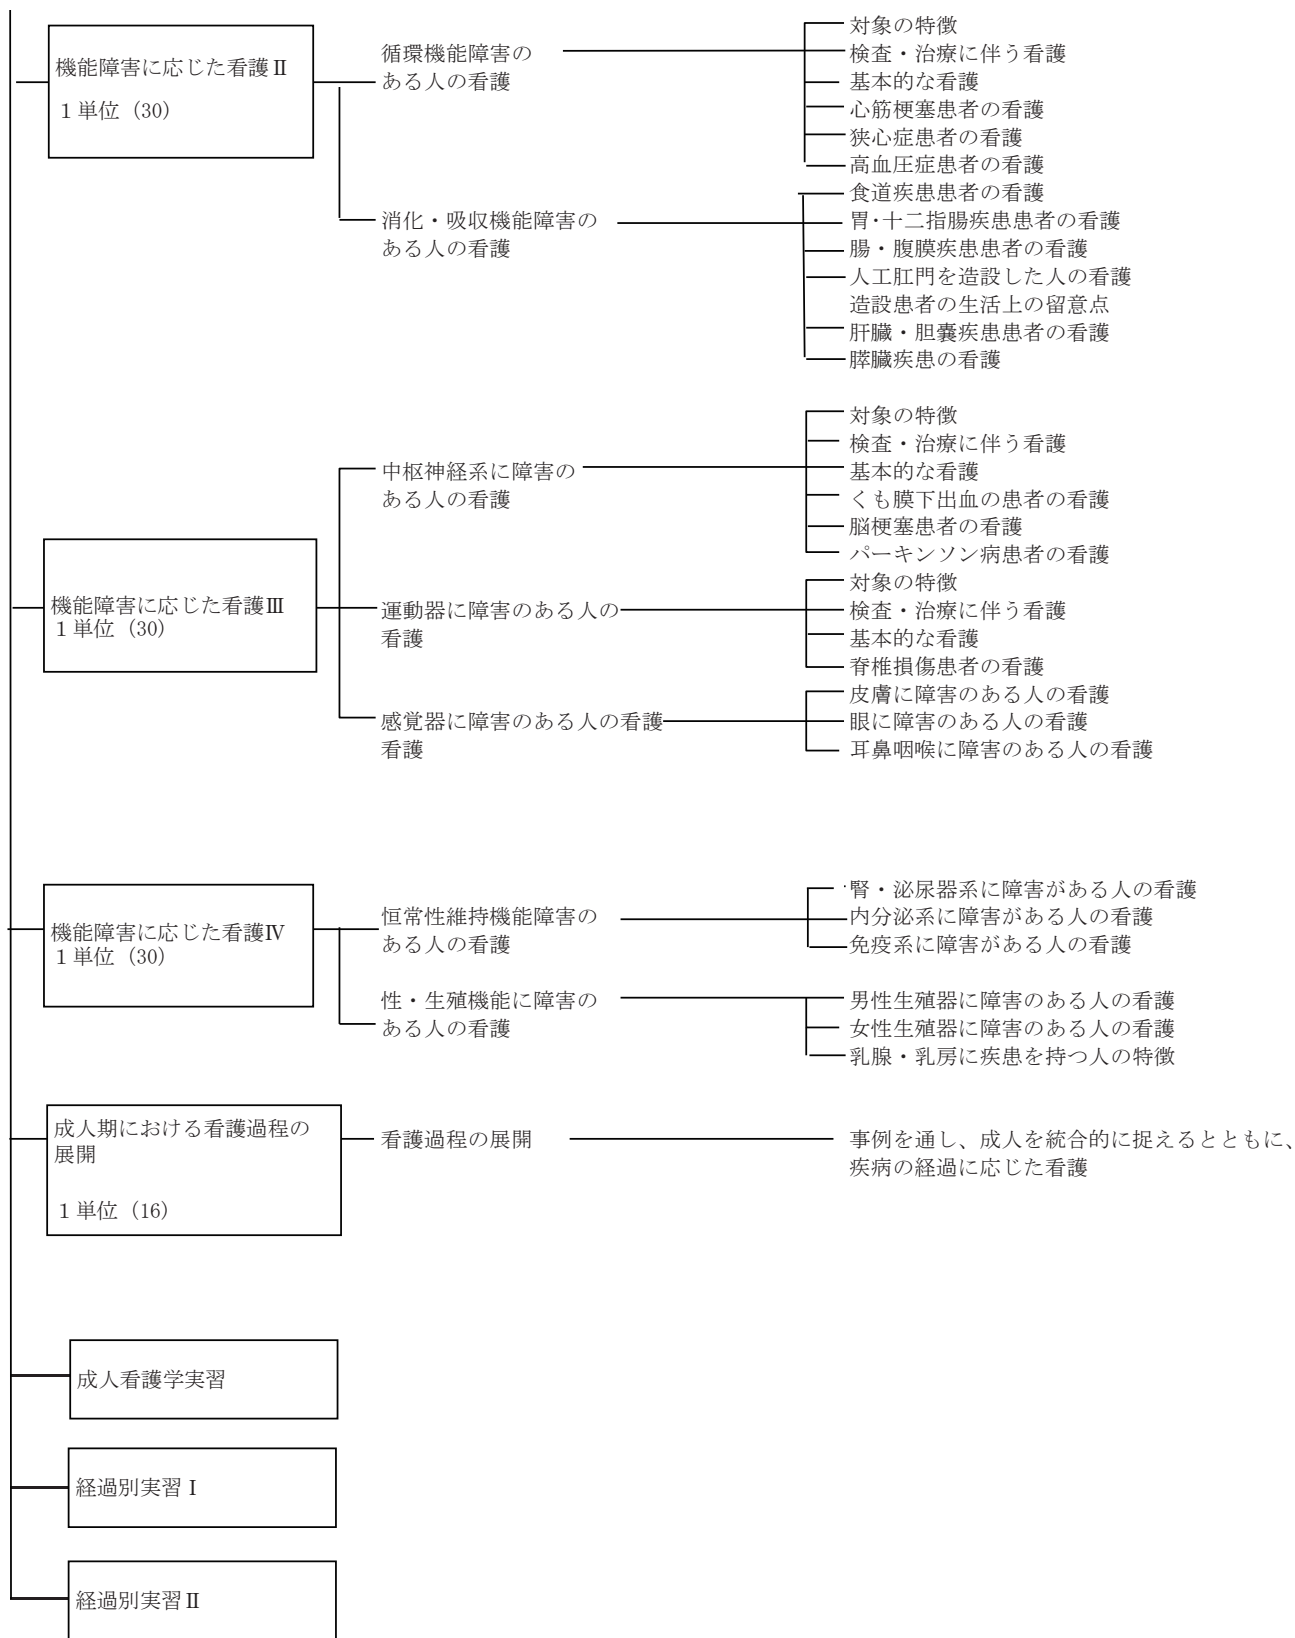 機能障害に応じた看護Ⅱ
1単位（30）
循環機能障害の
ある人の看護
対象の特徴
検査・治療に伴う看護
基本的な看護
心筋梗塞患者の看護
狭心症患者の看護
高血圧症患者の看護
消化・吸収機能障害の
ある人の看護
食道疾患患者の看護
胃・十二指腸疾患患者の看護
腸・腹膜疾患患者の看護
人工肛門を造設した人の看護
造設患者の生活上の留意点
肝臓・胆嚢疾患患者の看護
膵臓疾患の看護
機能障害に応じた看護Ⅲ
1単位（30）
中枢神経系に障害の
ある人の看護
対象の特徴
検査・治療に伴う看護
基本的な看護
くも膜下出血の患者の看護
脳梗塞患者の看護
パーキンソン病患者の看護
運動器に障害のある人の
看護
対象の特徴
検査・治療に伴う看護
基本的な看護
脊椎損傷患者の看護
感覚器に障害のある人の看護
看護
皮膚に障害のある人の看護
眼に障害のある人の看護
耳鼻咽喉に障害のある人の看護
機能障害に応じた看護Ⅳ
1単位（30）
恒常性維持機能障害の
ある人の看護
腎・泌尿器系に障害がある人の看護
内分泌系に障害がある人の看護
免疫系に障害がある人の看護
性・生殖機能に障害の
ある人の看護
男性生殖器に障害のある人の看護
女性生殖器に障害のある人の看護
乳腺・乳房に疾患を持つ人の特徴
成人期における看護過程の
展開
1単位（16）
看護過程の展開
事例を通し、成人を統合的に捉えるとともに、
疾病の経過に応じた看護
成人看護学実習
経過別実習Ⅰ
経過別実習Ⅱ